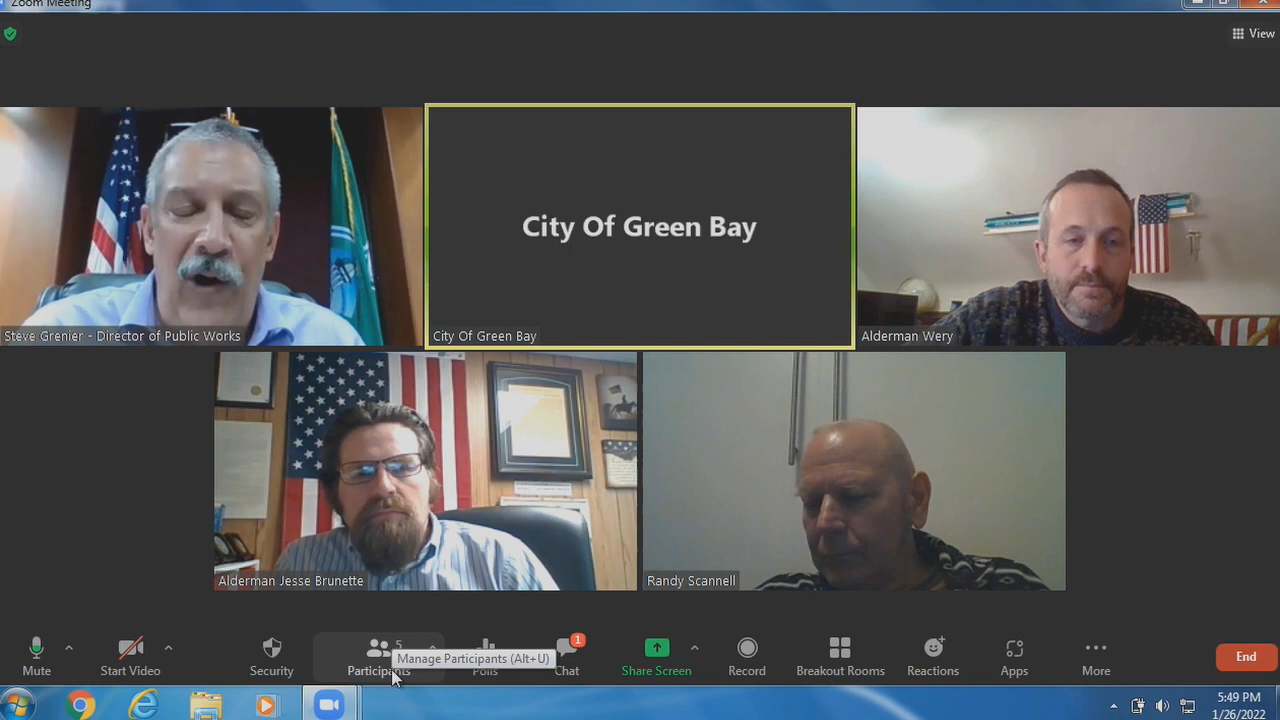 Zoom Meeting
View
City Of Green Bay
Steve Grenier - Director of Public Works
City Of Green Bay
Alderman Wery
Alderman Jesse Brunette
Randy Scannell
5
1
Manage Participants (Alt+U)
Mute
Start Video
Security
Participants
Polls
Chat
Share Screen
Record
Breakout Rooms
Reactions
Apps
More
End
5:49 PM
1/26/2022